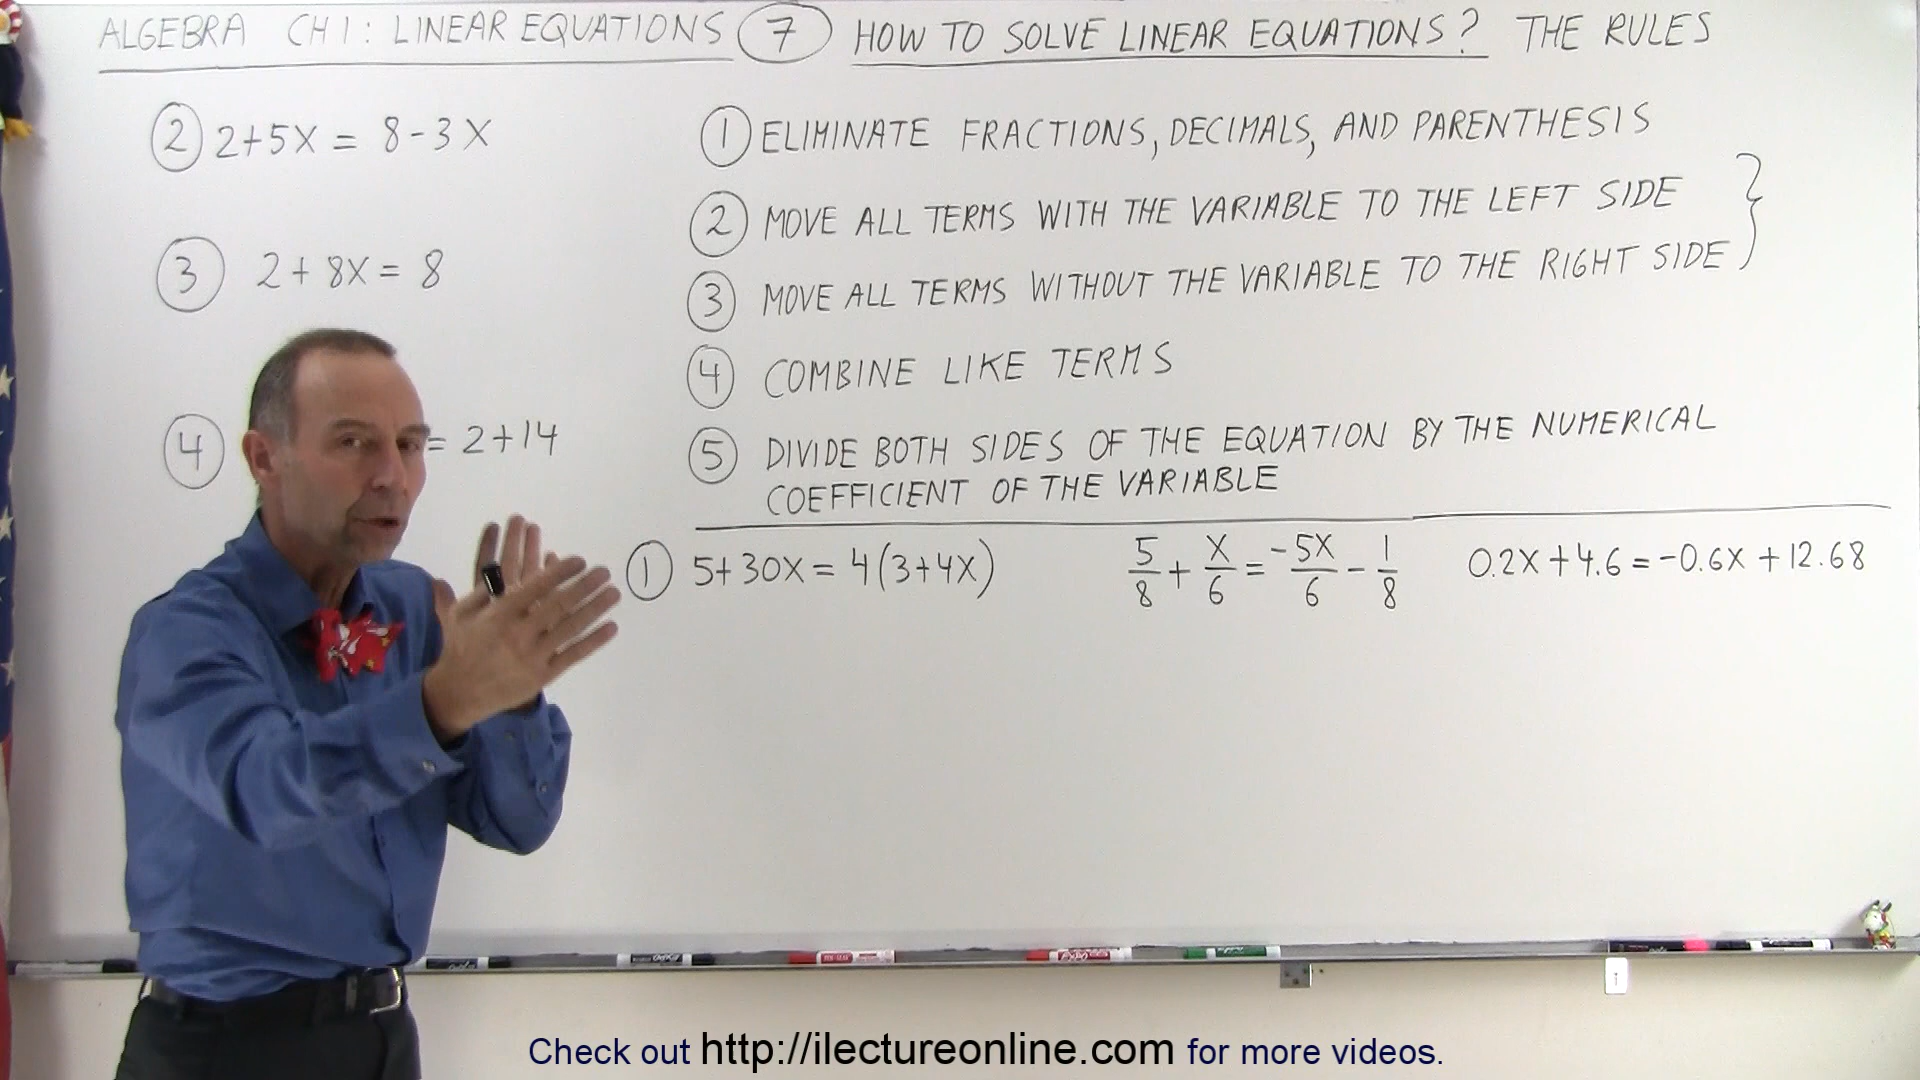 ALGEBRA CH 1: LINEAR EQUATIONS 7 HOW TO SOLVE LINEAR EQUATIONS? THE RULES
2 2+5X = 8-3X
3 2+8X = 8
4 = 2+14
1 ELIMINATE FRACTIONS, DECIMALS, AND PARENTHESIS
2 MOVE ALL TERMS WITH THE VARIABLE TO THE LEFT SIDE
3 MOVE ALL TERMS WITHOUT THE VARIABLE TO THE RIGHT SIDE }
4 COMBINE LIKE TERMS
5 DIVIDE BOTH SIDES OF THE EQUATION BY THE NUMERICAL
COEFFICIENT OF THE VARIABLE
1 5+30X = 4(3+4X) 5/8 + X/6 = -5X/6 - 1/8 0.2X+4.6 = -0.6X+12.68
Check out http://ilectureonline.com for more videos.